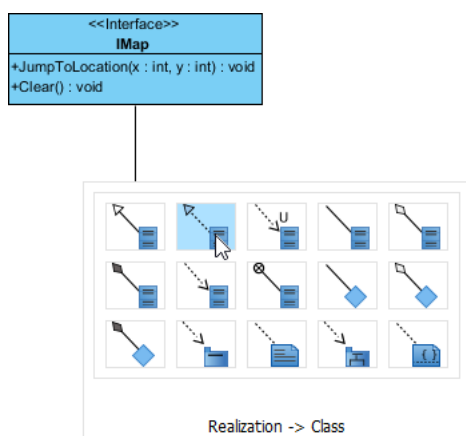 <<Interface>>
IMap
+JumpToLocation(x : int, y : int) : void
+Clear() : void
U
{}
Realization -> Class